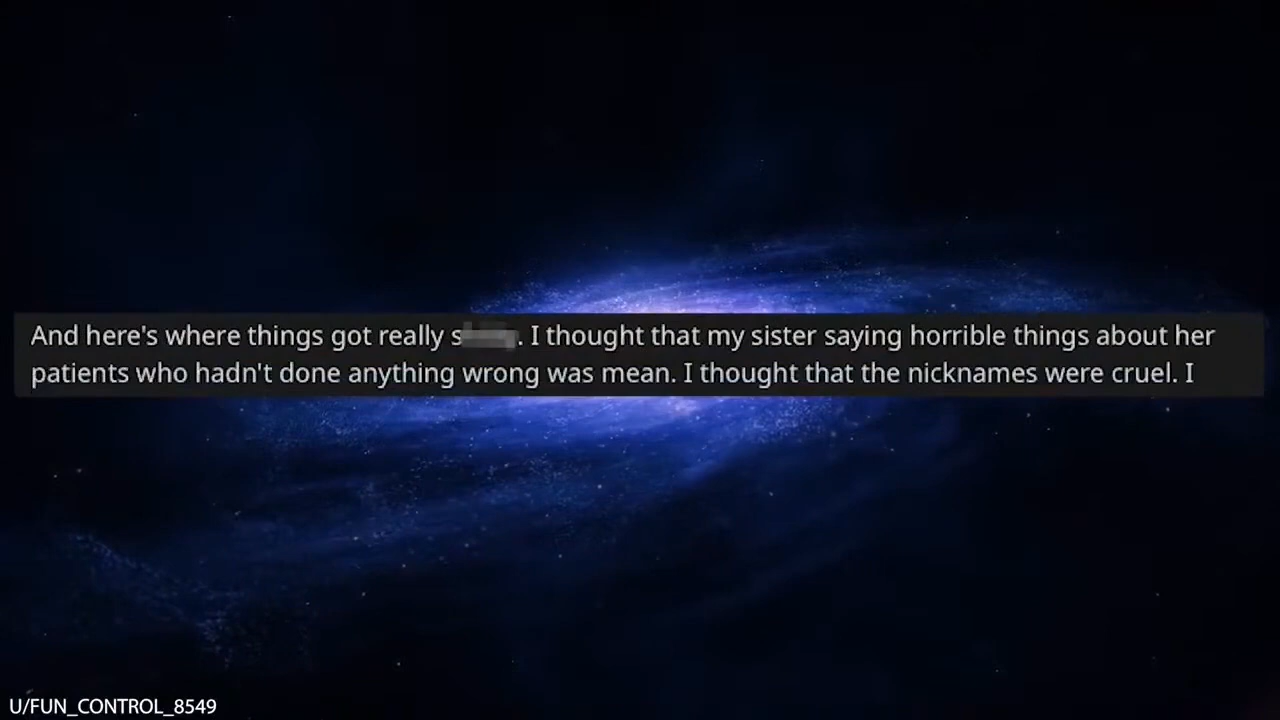 And here's where things got really s. I thought that my sister saying horrible things about her
patients who hadn't done anything wrong was mean. I thought that the nicknames were cruel. I
U/FUN_CONTROL_8549